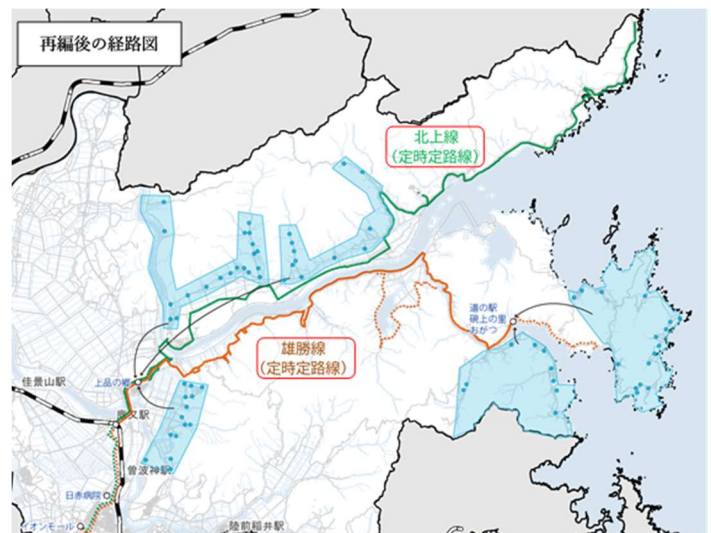 再編後の経路図
北上線
(定時定路線)
道の駅
硯上の里
おがつ
雄勝線
(定時定路線)
佳景山駅
上品の郷
鹿又駅
曽波神駅
日赤病院
イオンモール
陸前稲井駅